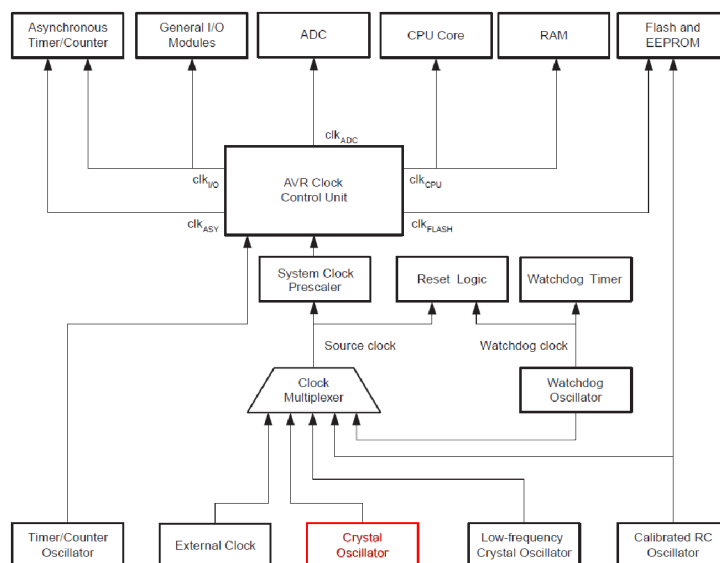 Asynchronous
Timer/Counter
General I/O
Modules
ADC
CPU Core
RAM
Flash and
EEPROM
clkADC
clkI/O
AVR Clock
Control Unit
clkCPU
clkASY
clkFLASH
System Clock
Prescaler
Reset Logic
Watchdog Timer
Source clock
Watchdog clock
Clock
Multiplexer
Watchdog
Oscillator
Timer/Counter
Oscillator
External Clock
Crystal
Oscillator
Low-frequency
Crystal Oscillator
Calibrated RC
Oscillator